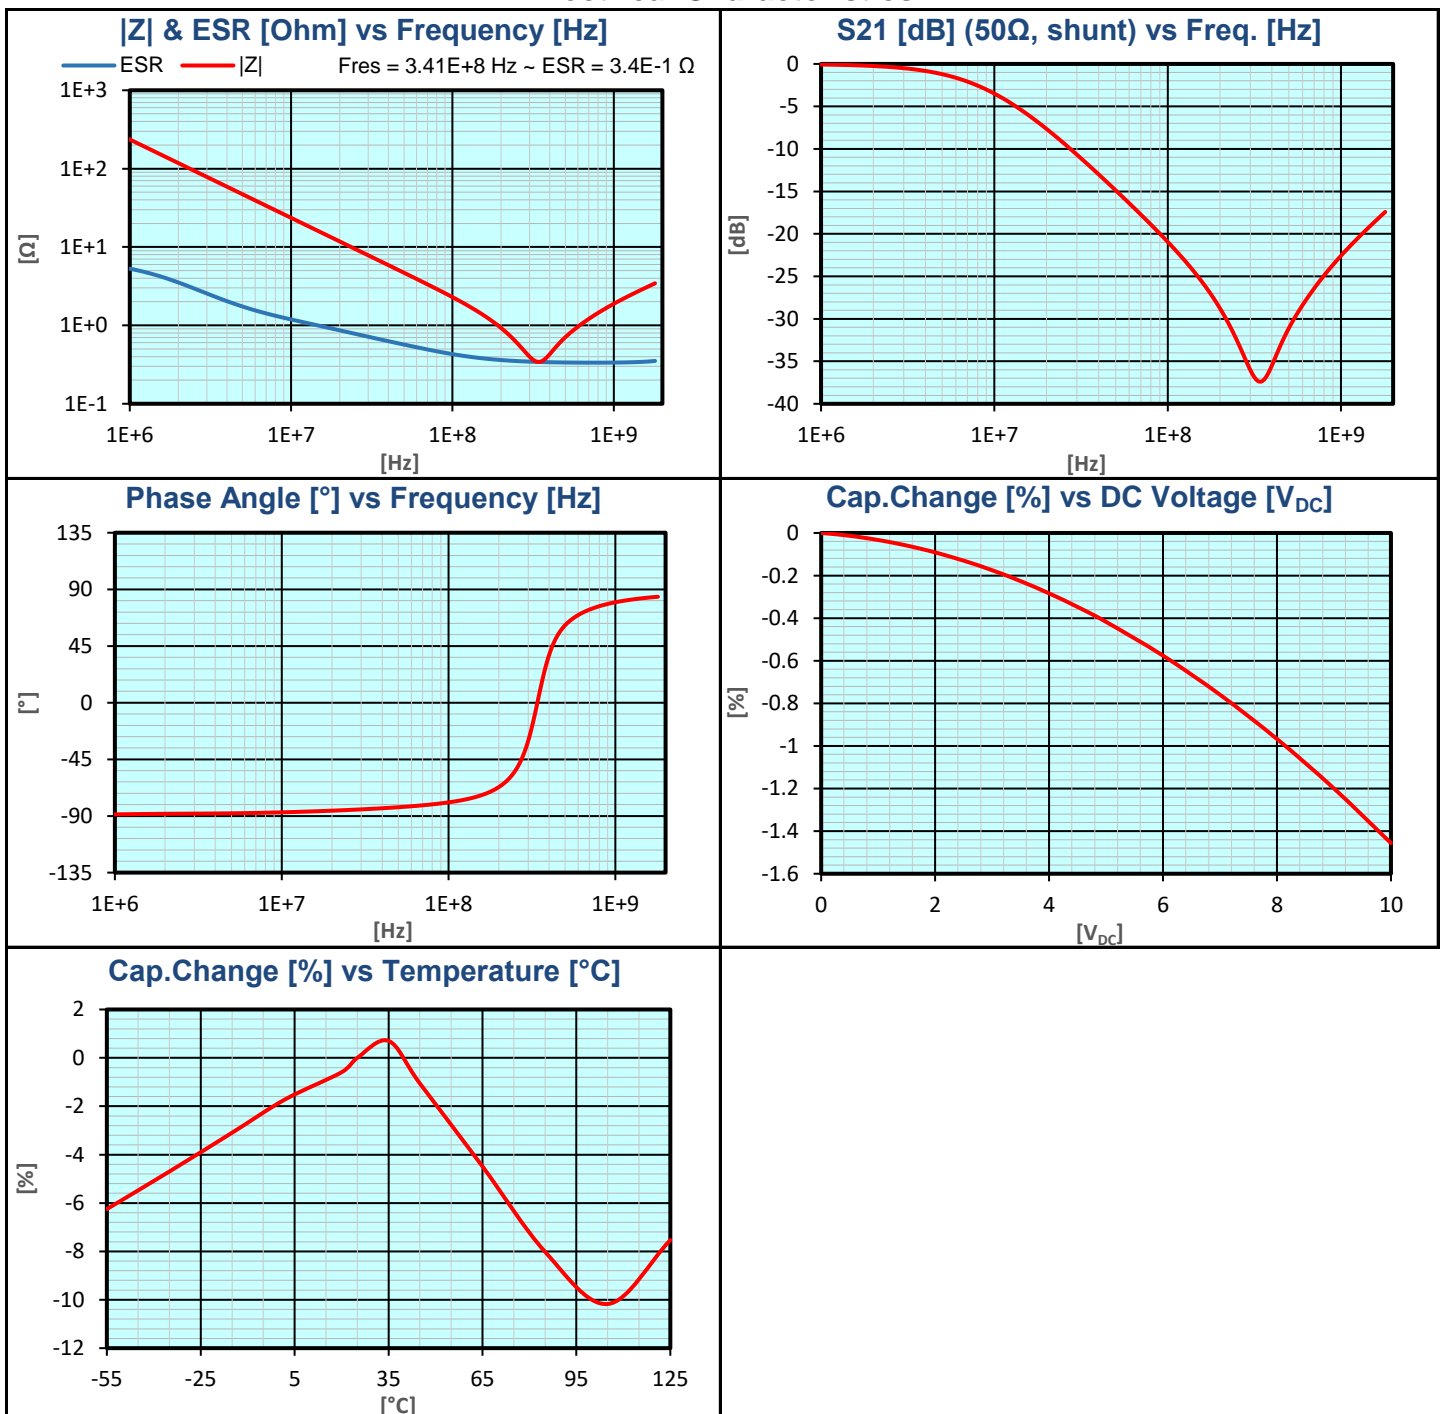 |Z| & ESR [Ohm] vs Frequency [Hz]
ESR |Z| Fres = 3.41E+8 Hz ~ ESR = 3.4E-1 Ω
1E+3
1E+2
1E+1
1E+0
1E-1
[Ω]
1E+6 1E+7 1E+8 1E+9
[Hz]
S21 [dB] (50Ω, shunt) vs Freq. [Hz]
0
-5
-10
-15
-20
-25
-30
-35
-40
[dB]
1E+6 1E+7 1E+8 1E+9
[Hz]
Phase Angle [°] vs Frequency [Hz]
135
90
45
0
-45
-90
-135
[°]
1E+6 1E+7 1E+8 1E+9
[Hz]
Cap.Change [%] vs DC Voltage [VDC]
0
-0.2
-0.4
-0.6
-0.8
-1
-1.2
-1.4
-1.6
[%]
0 2 4 6 8 10
[VDC]
Cap.Change [%] vs Temperature [°C]
2
0
-2
-4
-6
-8
-10
-12
[%]
-55 -25 5 35 65 95 125
[°C]